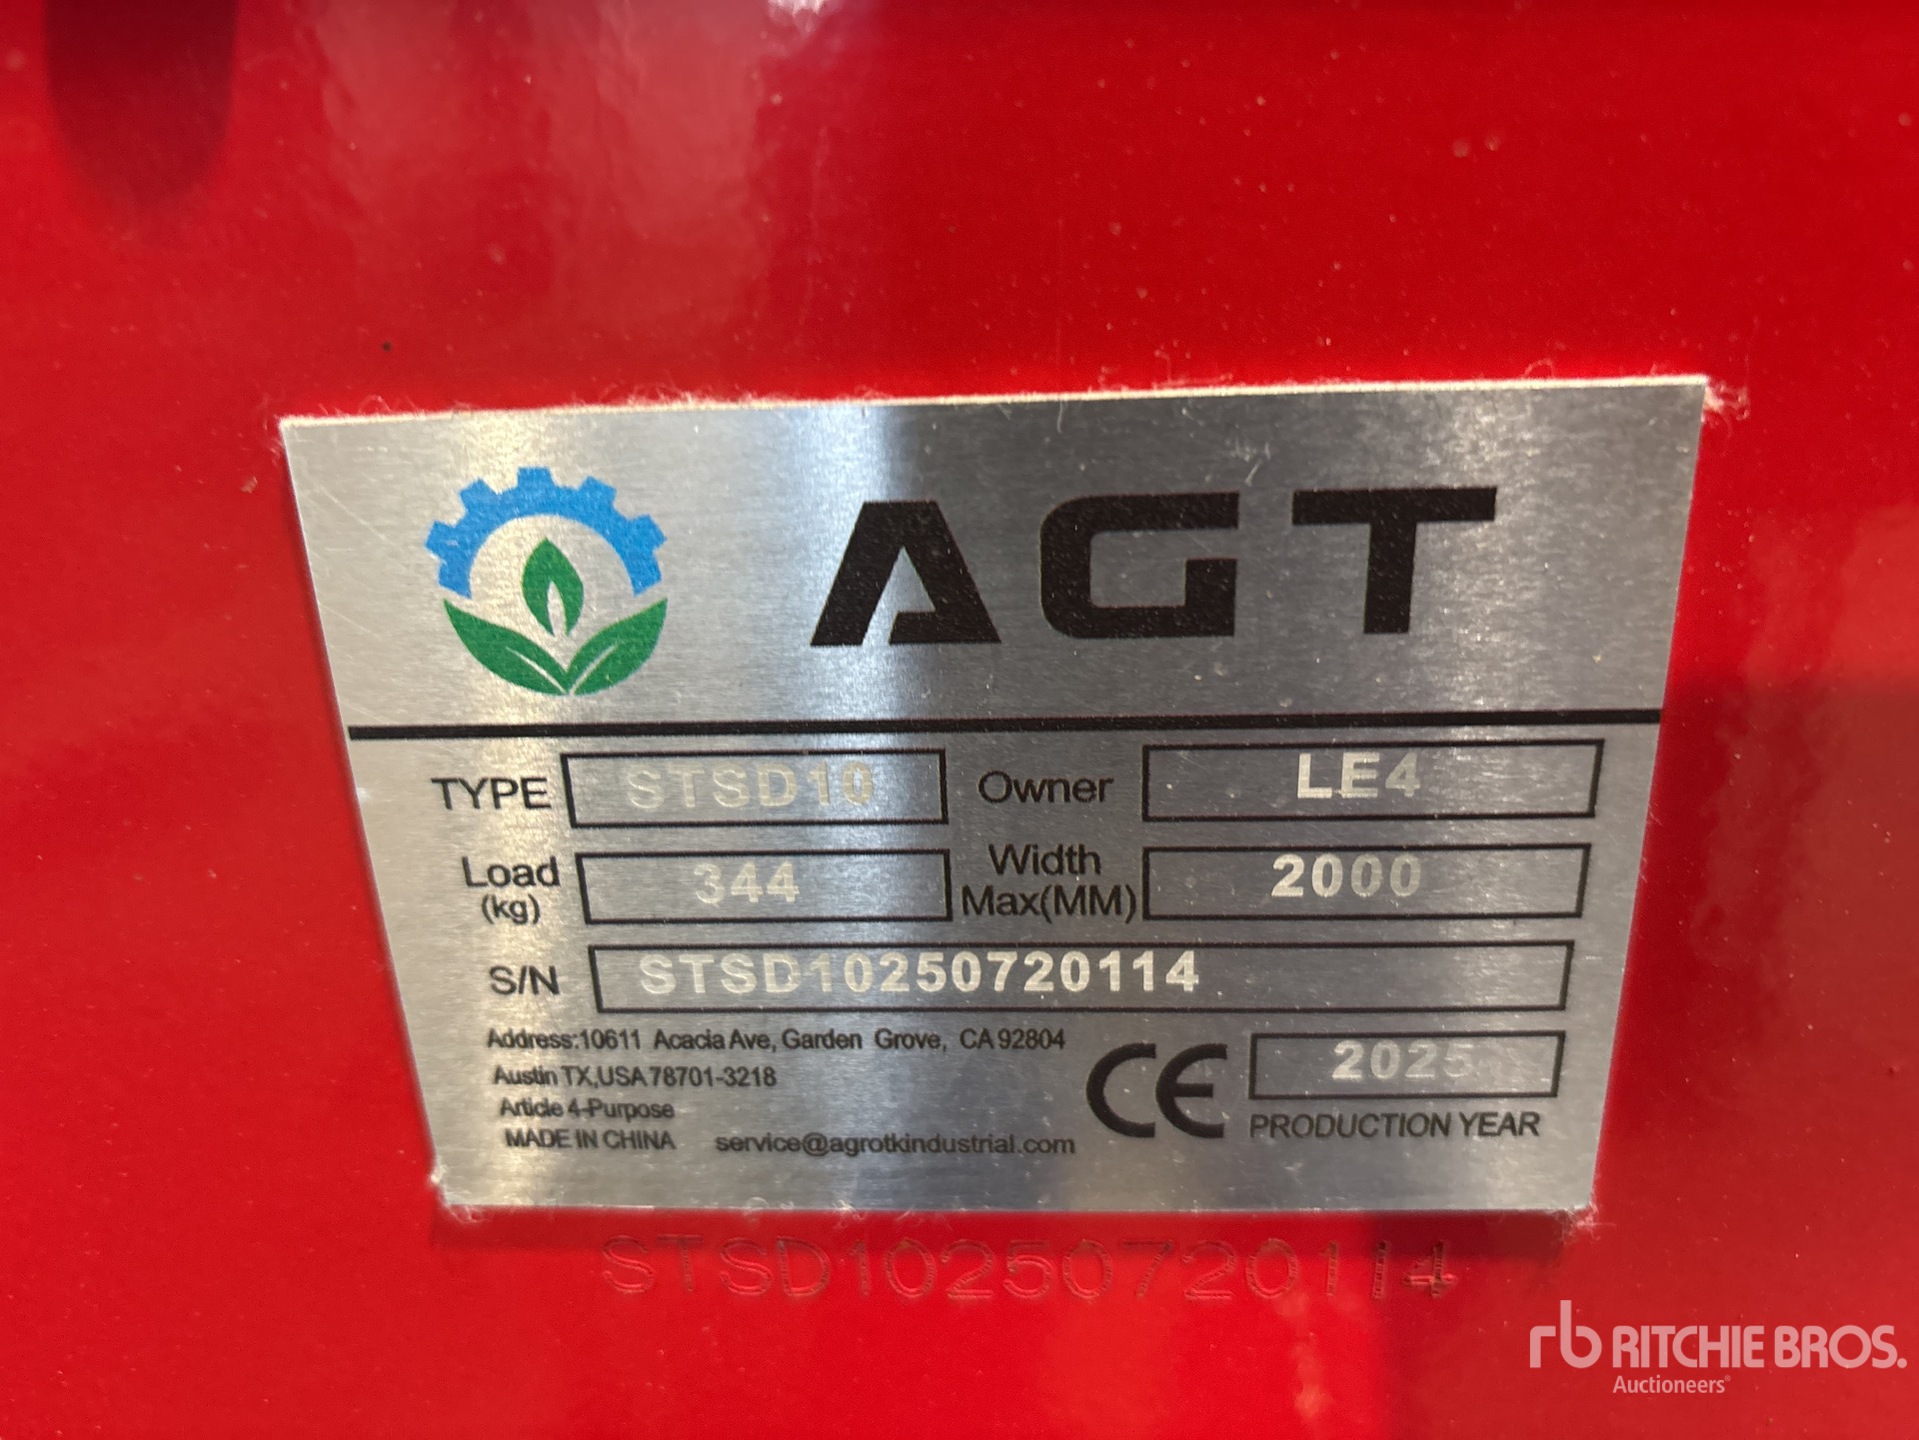 AGT
TYPE STSD10 Owner LE4
Load (kg) 344 Width Max(MM) 2000
S/N STSD10250720114
Address:10611 Acacia Ave, Garden Grove, CA 92804
Austin TX,USA 78701-3218
Article 4-Purpose
MADE IN CHINA service@agrotkindustrial.com
CE 2025
PRODUCTION YEAR
STSD10250720114
rb RITCHIE BROS.
Auctioneers®